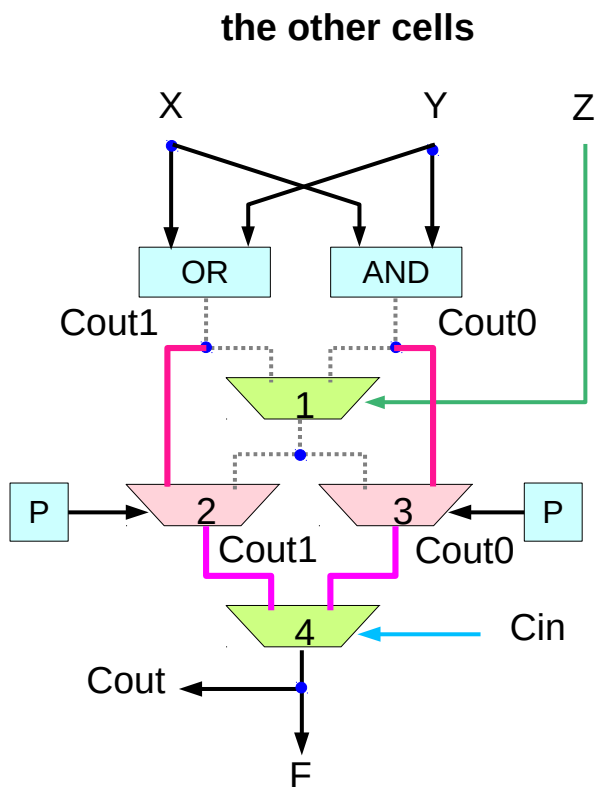 the other cells
X
Y
Z
OR
AND
Cout1
Cout0
1
P
2
3
P
Cout1
Cout0
4
Cin
Cout
F